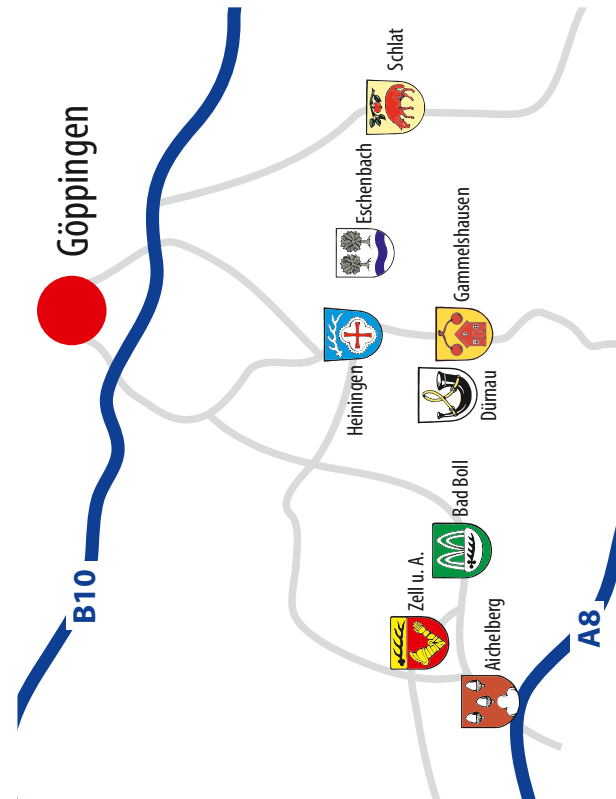 Göppingen
B10
Schlat
Eschenbach
Heiningen
Gammelshausen
Dürnau
Bad Boll
Zell u. A.
Aichelberg
A8